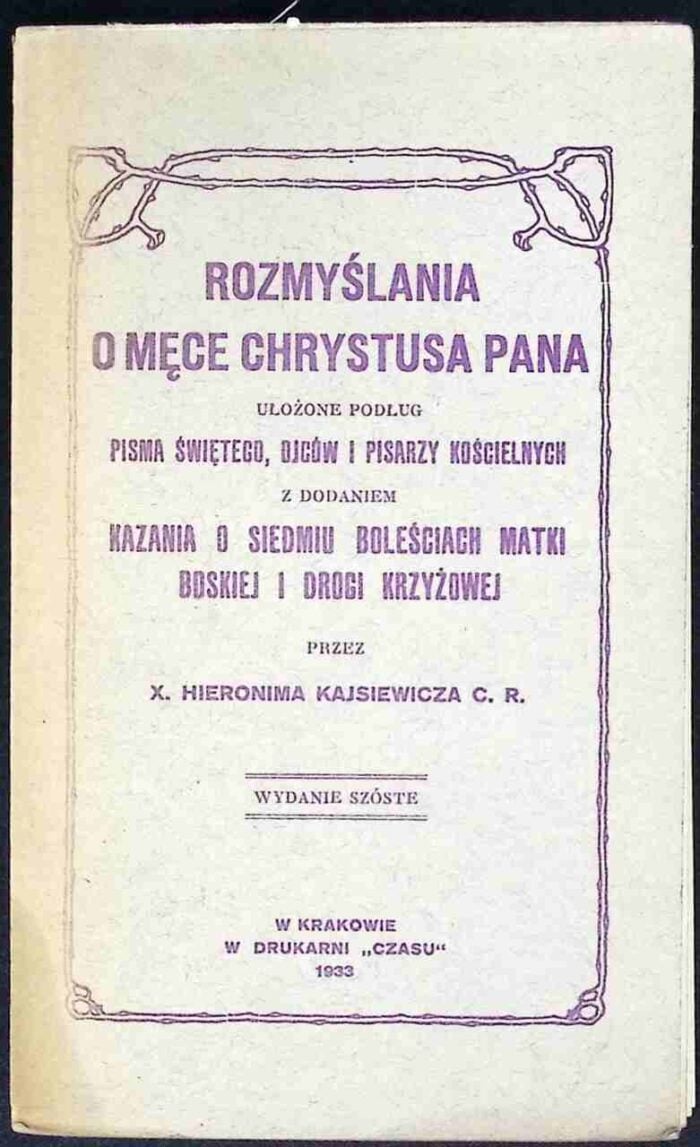 ROZMYŚLANIA
O MĘCE CHRYSTUSA PANA
UŁOŻONE PODŁUG
PISMA ŚWIĘTEGO, OJCÓW I PISARZY KOŚCIELNYCH
Z DODANIEM
KAZANIA O SIEDMIU BOLEŚCIACH MATKI
BOSKIEJ I DROGI KRZYŻOWEJ
PRZEZ
X. HIERONIMA KAJSIEWICZA C. R.
WYDANIE SZÓSTE
W KRAKOWIE
W DRUKARNI „CZASU“
1933